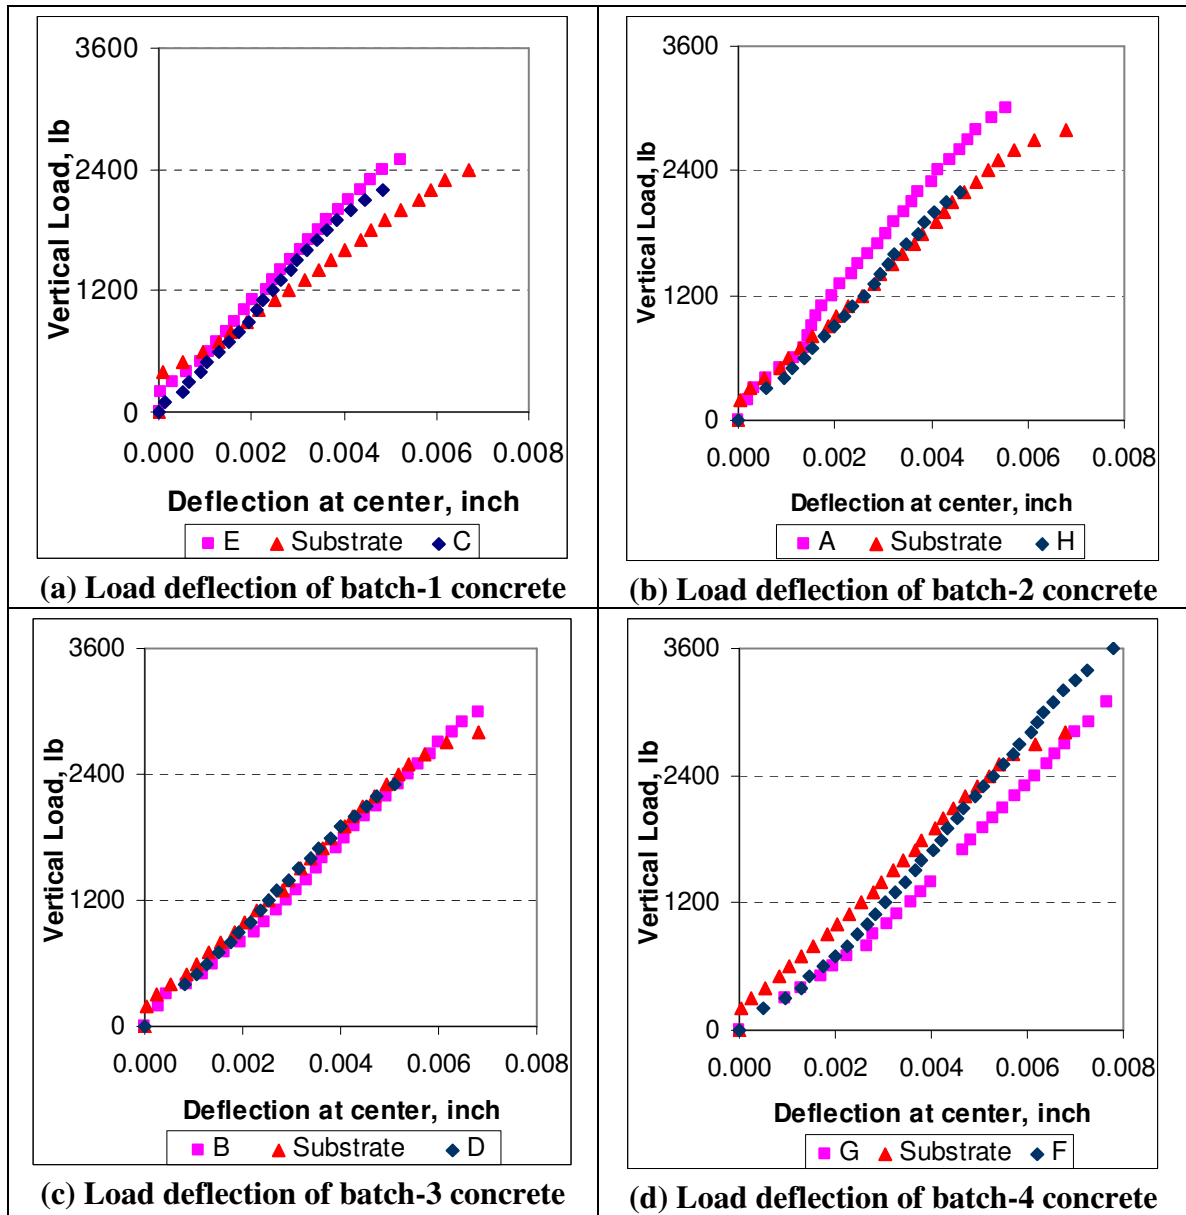 3600
2400
1200
0
Vertical Load, lb
0.000 0.002 0.004 0.006 0.008
Deflection at center, inch
E Substrate C
(a) Load deflection of batch-1 concrete
3600
2400
1200
0
Vertical Load, lb
0.000 0.002 0.004 0.006 0.008
Deflection at center, inch
A Substrate H
(b) Load deflection of batch-2 concrete
3600
2400
1200
0
Vertical Load, lb
0.000 0.002 0.004 0.006 0.008
Deflection at center, inch
B Substrate D
(c) Load deflection of batch-3 concrete
3600
2400
1200
0
Vertical Load, lb
0.000 0.002 0.004 0.006 0.008
Deflection at center, inch
G Substrate F
(d) Load deflection of batch-4 concrete